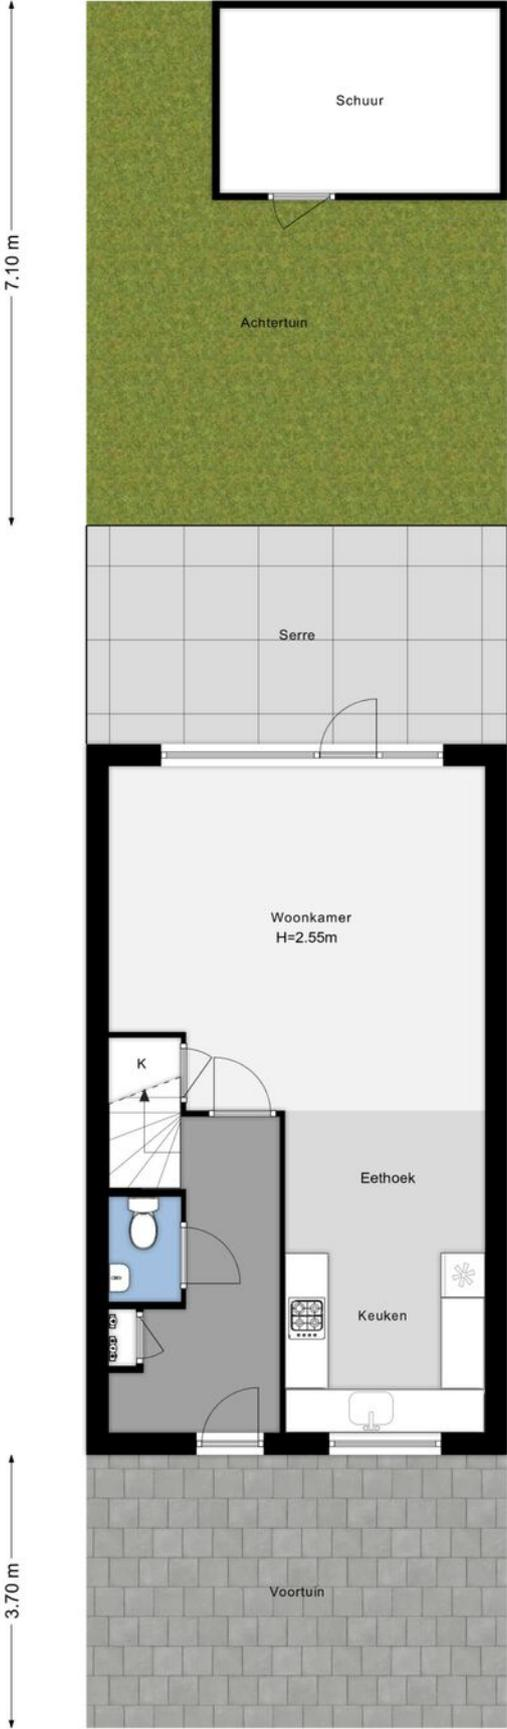 Schuur
7.10 m
Achtertuin
Serre
Woonkamer
H=2.55m
K
Eethoek
Keuken
3.70 m
Voortuin